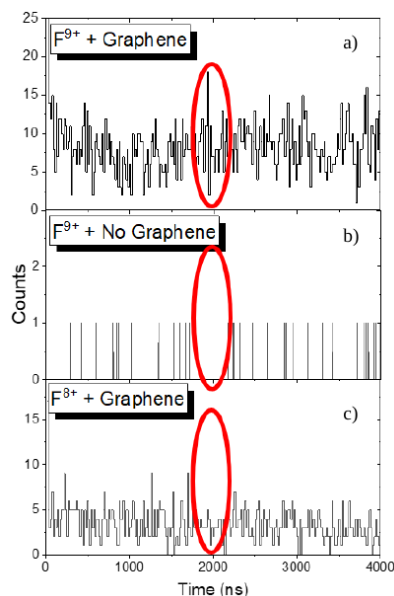 F9+ + Graphene
a)
25
20
15
10
5
F9+ + No Graphene
b)
2
1
0
Counts
F8+ + Graphene
c)
15
10
5
0
0 1000 2000 3000 4000
Time (ns)